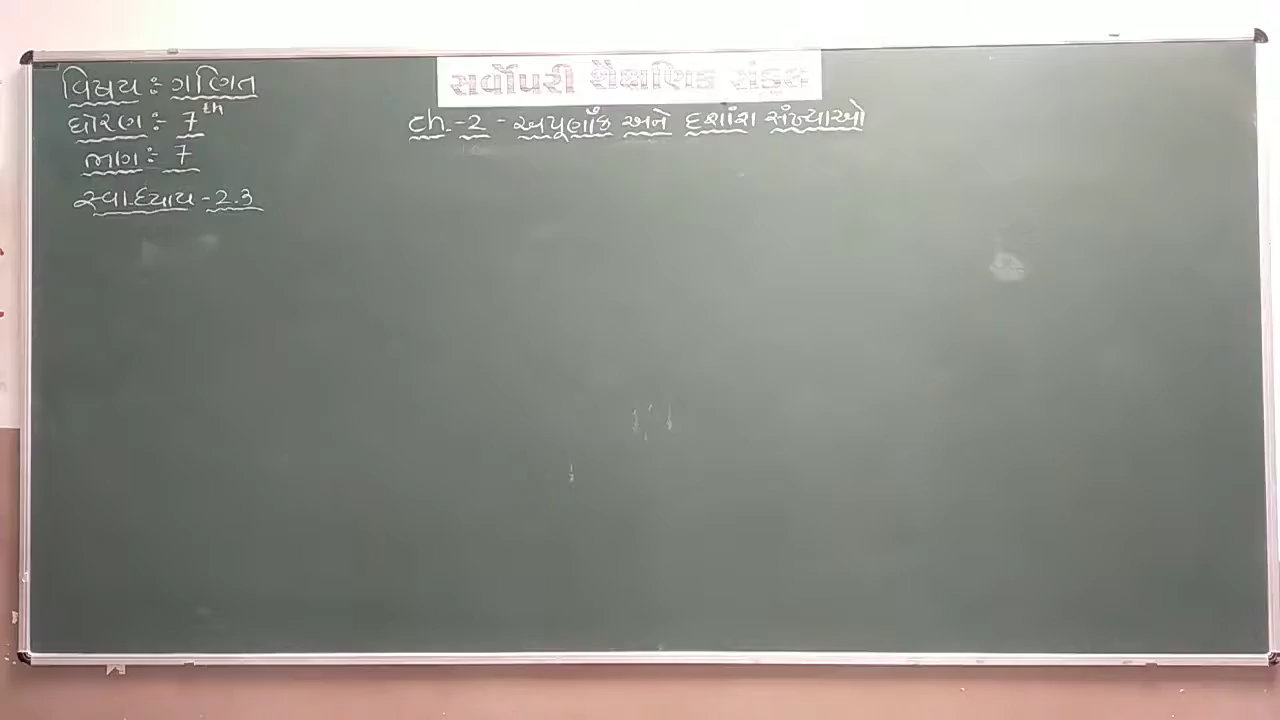 સર્વોપરી શૈક્ષણિક સંકુલ
વિષય : ગણિત
ધોરણ : 7th
ભાગ : 7
સ્વાધ્યાય - 2.3
ch. - 2 - અપૂર્ણાંક અને દશાંશ સંખ્યાઓ